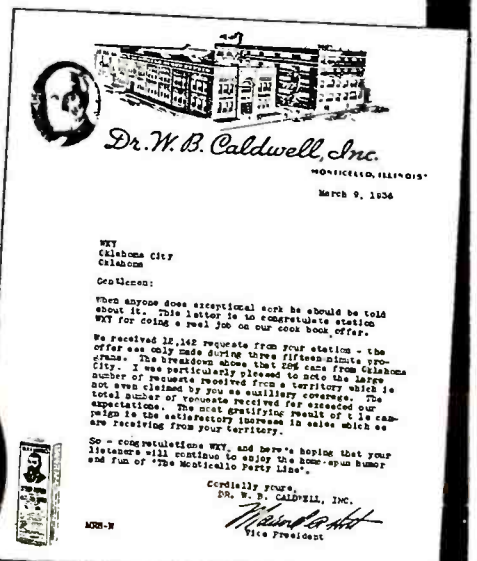 Dr. W. B. Caldwell, Inc.
MONTICELLO, ILLINOIS
March 9, 1936
WKY
Oklahoma City
Oklahoma
Gentlemen:
When anyone does exceptional work he should be told
about it. This letter is to congratulate station
WKY for doing a real job on our cook book offer.
We received 12,142 requests from your station - the
offer was only made during three fifteen-minute pro-
grams. The breakdown shows that 28% came from Oklahoma
City. I was particularly pleased to note the large
number of requests received from a territory which is
not even claimed by you as auxiliary coverage. The
total number of requests received far exceeded our
expectations. The most gratifying result of the cam-
paign is the satisfactory increase in sales which we
are receiving from your territory.
So - congratulations WKY, and here's hoping that your
listeners will continue to enjoy the home-spun humor
and fun of "The Monticello Party Line".
Cordially yours,
DR. W. B. CALDWELL, INC.
Vice President
MRH-N